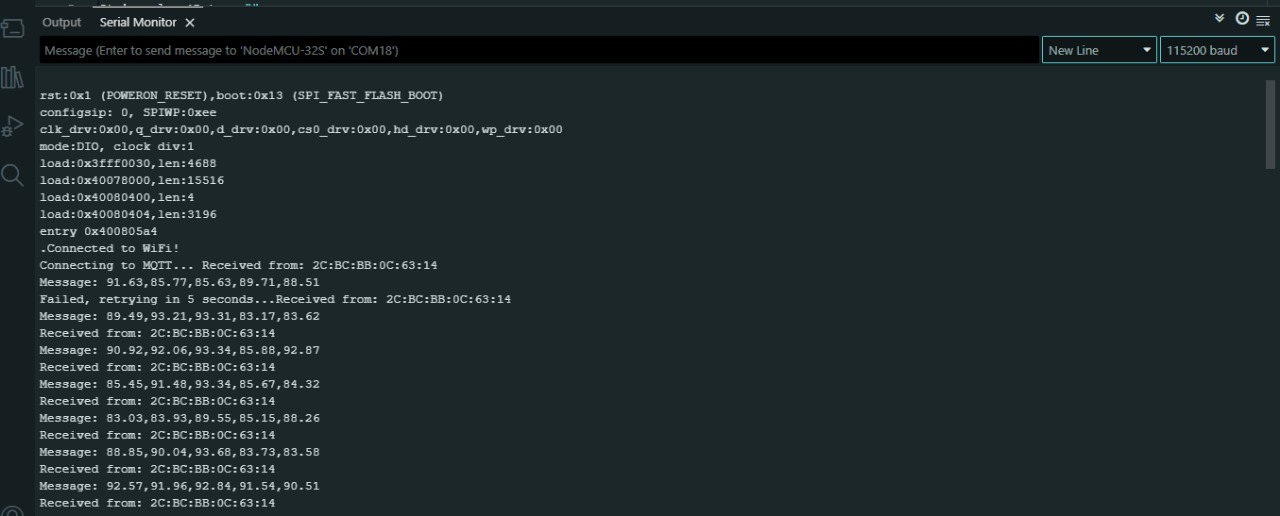 Output Serial Monitor
Message (Enter to send message to 'NodeMCU-32S' on 'COM18')
New Line
115200 baud
rst:0x1 (POWERON_RESET),boot:0x13 (SPI_FAST_FLASH_BOOT)
configsip: 0, SPIWP:0xee
clk_drv:0x00,q_drv:0x00,d_drv:0x00,cs0_drv:0x00,hd_drv:0x00,wp_drv:0x00
mode:DIO, clock div:1
load:0x3fff0030,len:4688
load:0x40078000,len:15516
load:0x40080400,len:4
load:0x40080404,len:3196
entry 0x400805a4
.Connected to WiFi!
Connecting to MQTT... Received from: 2C:BC:BB:0C:63:14
Message: 91.63,85.77,85.63,89.71,88.51
Failed, retrying in 5 seconds...Received from: 2C:BC:BB:0C:63:14
Message: 89.49,93.21,93.31,83.17,83.62
Received from: 2C:BC:BB:0C:63:14
Message: 90.92,92.06,93.34,85.88,92.87
Received from: 2C:BC:BB:0C:63:14
Message: 85.45,91.48,93.34,85.67,84.32
Received from: 2C:BC:BB:0C:63:14
Message: 83.03,83.93,89.55,85.15,88.26
Received from: 2C:BC:BB:0C:63:14
Message: 88.85,90.04,93.68,83.73,83.58
Received from: 2C:BC:BB:0C:63:14
Message: 92.57,91.96,92.84,91.54,90.51
Received from: 2C:BC:BB:0C:63:14